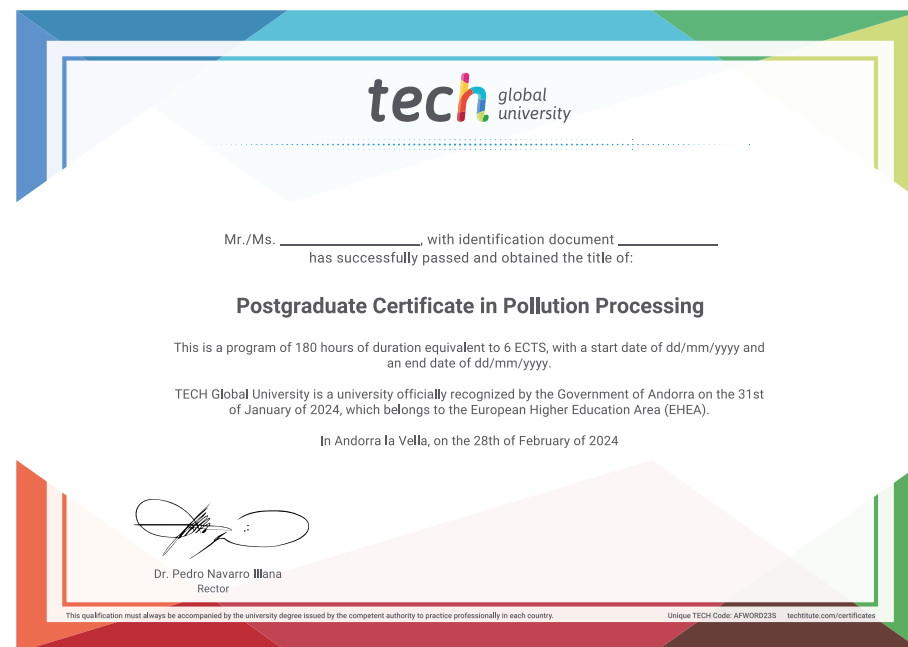 tech global university
Mr./Ms. ____________, with identification document ____________
has successfully passed and obtained the title of:
Postgraduate Certificate in Pollution Processing
This is a program of 180 hours of duration equivalent to 6 ECTS, with a start date of dd/mm/yyyy and
an end date of dd/mm/yyyy.
TECH Global University is a university officially recognized by the Government of Andorra on the 31st
of January of 2024, which belongs to the European Higher Education Area (EHEA).
In Andorra la Vella, on the 28th of February of 2024
Dr. Pedro Navarro Illana
Rector
This qualification must always be accompanied by the university degree issued by the competent authority to practice professionally in each country.
Unique TECH Code: AFWORD23S techtitute.com/certificates